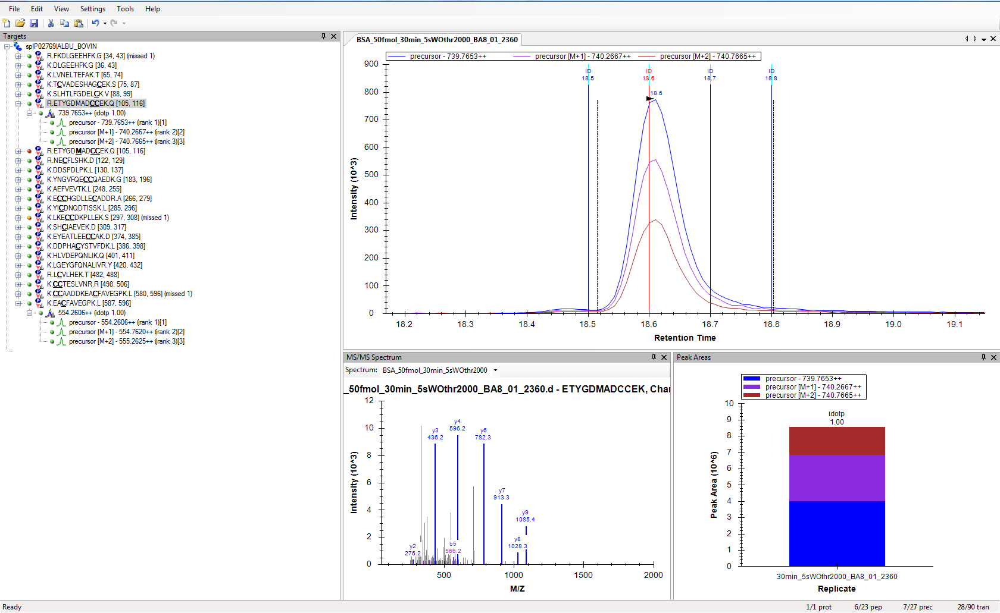 File Edit View Settings Tools Help
Targets
sp|P02769|ALBU_BOVIN
R.FKDLGEEHFK.G [34, 43] (missed 1)
K.DLGEEHFK.G [36, 43]
K.LVNELTEFAK.T [65, 74]
K.TCVADESHAGCEK.S [75, 87]
K.SLHTLFGDELCK.V [88, 99]
R.ETYGDMADCCEK.Q [105, 116]
739.7653++ (idotp 1.00)
precursor - 739.7653++ (irank 1)[1]
precursor [M+1] - 740.2667++ (irank 2)[2]
precursor [M+2] - 740.7665++ (irank 3)[3]
R.ETYGDMADCCEK.Q [105, 116]
R.NECFLSHK.D [122, 129]
K.DDSPDLPK.L [130, 137]
K.YNGVFQECCQAEDK.G [183, 196]
K.AEFVEVTK.L [248, 255]
K.ECCHGDLLECADDR.A [266, 279]
K.YICDNQDTISSK.L [285, 296]
K.LKECCDKPLLEK.S [297, 308] (missed 1)
K.SHCIAEVEK.D [309, 317]
K.EYEATLEECCAK.D [374, 385]
K.DDPHACYSTVFDK.L [386, 398]
K.HLVDEPQNLIK.Q [401, 411]
K.LGEYGFQNALIVR.Y [420, 432]
R.LCVLHEK.T [482, 488]
K.CCTESLVNR.R [498, 506]
K.CCAADDKEACFAVEGPK.L [580, 596] (missed 1)
K.EACFAVEGPK.L [587, 596]
554.2606++ (idotp 1.00)
precursor - 554.2606++ (irank 1)[1]
precursor [M+1] - 554.7620++ (irank 2)[2]
precursor [M+2] - 555.2625++ (irank 3)[3]
BSA_50fmol_30min_5sWOthr2000_BA8_01_2360
precursor - 739.7653++ precursor [M+1] - 740.2667++ precursor [M+2] - 740.7665++
900
800
700
600
500
400
300
200
100
0
Intensity (10^3)
ID
18.5
ID
18.6
ID
18.7
ID
18.8
18.6
18.2 18.3 18.4 18.5 18.6 18.7 18.8 18.9 19.0 19.1
Retention Time
MS/MS Spectrum
Spectrum: BSA_50fmol_30min_5sWOthr2000
_50fmol_30min_5sWOthr2000_BA8_01_2360.d - ETYGDMADCCEK, Char
12
10
8
6
4
2
0
Intensity (10^3)
y2
276.2
y3
436.2
b5
566.2
y4
596.2
y6
782.3
y7
913.3
y8
1028.3
y9
1085.4
500 1000 1500 2000
M/Z
Peak Areas
precursor - 739.7653++
precursor [M+1] - 740.2667++
precursor [M+2] - 740.7665++
10
9
8
7
6
5
4
3
2
1
0
Peak Area (10^6)
idotp
1.00
30min_5sWOthr2000_BA8_01_2360
Replicate
Ready 1/1 prot 6/23 pep 7/27 prec 28/90 tran